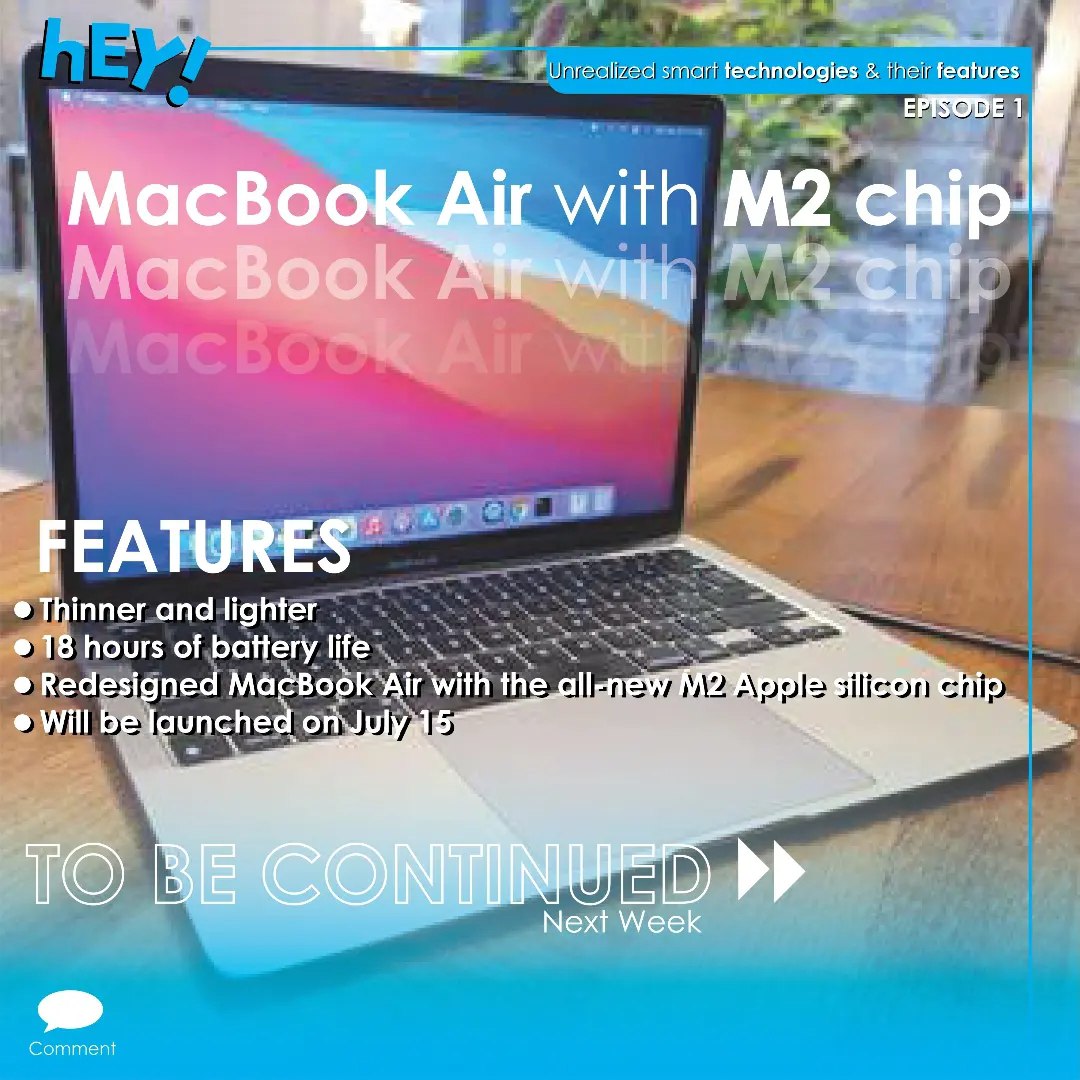 hEY!
Unrealized smart technologies & their features
EPISODE 1
MacBook Air with M2 chip
MacBook Air with M2 chip
MacBook Air with M2 chip
FEATURES
● Thinner and lighter
● 18 hours of battery life
● Redesigned MacBook Air with the all-new M2 Apple silicon chip
● Will be launched on July 15
TO BE CONTINUED
Next Week
Comment